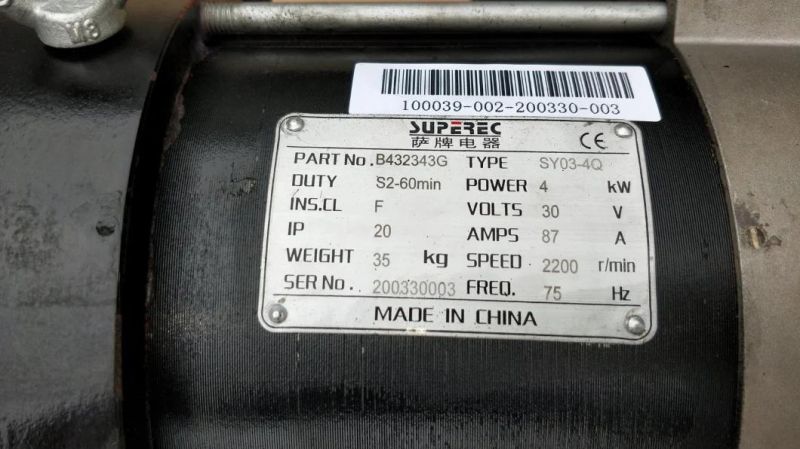 M8
100039-002-200330-003
SUPEREC
萨牌电器
CE
PART No. B432343G TYPE SY03-4Q
DUTY S2-60min POWER 4 kW
INS.CL F VOLTS 30 V
IP 20 AMPS 87 A
WEIGHT 35 kg SPEED 2200 r/min
SER No. 200330003 FREQ. 75 Hz
MADE IN CHINA